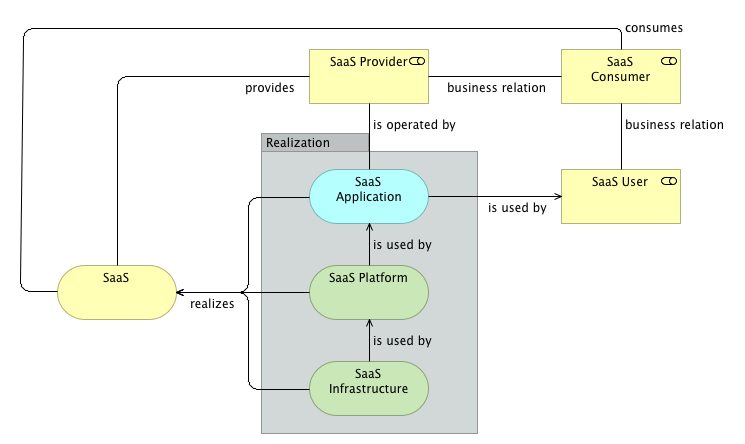 consumes
SaaS Provider
SaaS
Consumer
provides
business relation
is operated by
business relation
Realization
SaaS
Application
SaaS User
is used by
is used by
SaaS
SaaS Platform
realizes
is used by
SaaS
Infrastructure